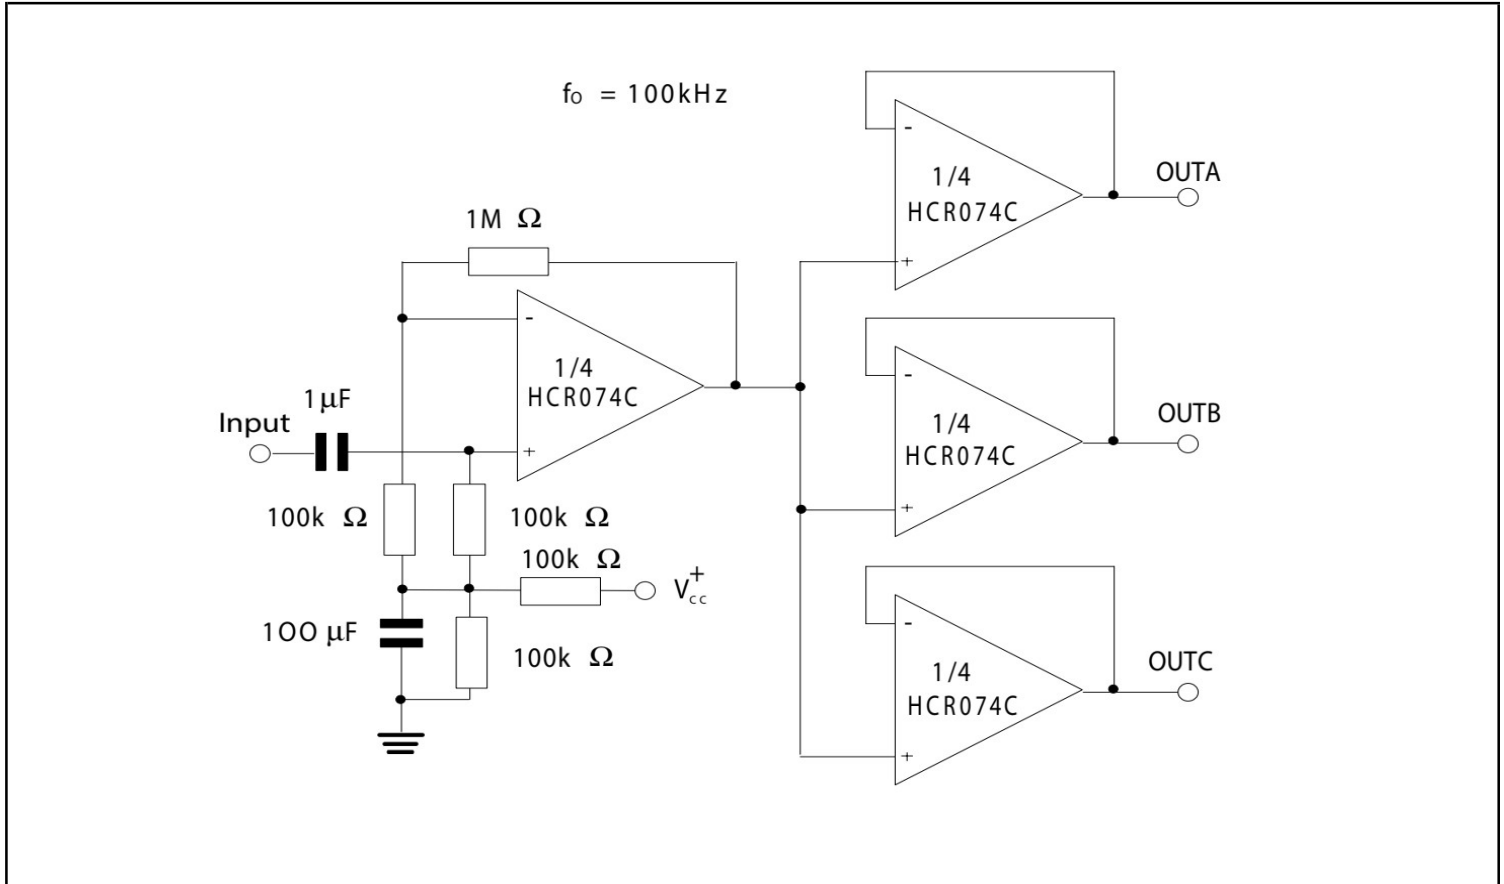 fO = 100kHz
1M Ω
-
1/4
HCR074C
+
Input
1µF
100k Ω
100k Ω
100k Ω
V+cc
100 µF
100k Ω
-
1/4
HCR074C
+
OUTA
-
1/4
HCR074C
+
OUTB
-
1/4
HCR074C
+
OUTC